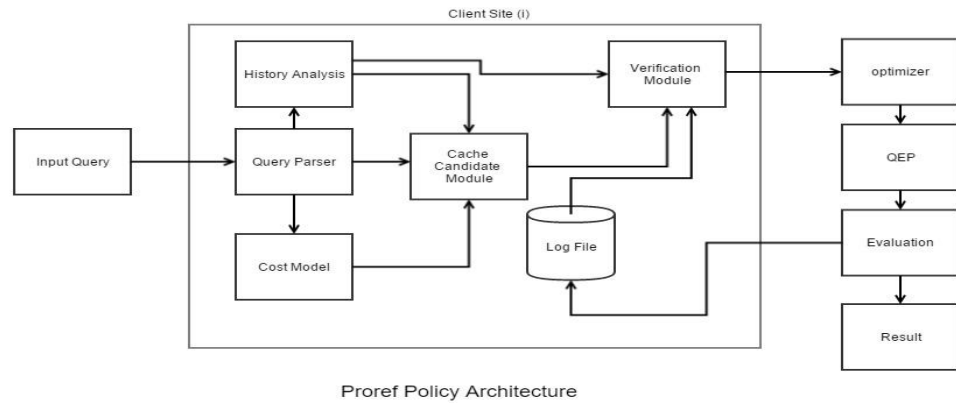 Client Site (i)
History Analysis
Verification
Module
optimizer
Input Query
Query Parser
Cache
Candidate
Module
QEP
Cost Model
Log File
Evaluation
Result
Proref Policy Architecture